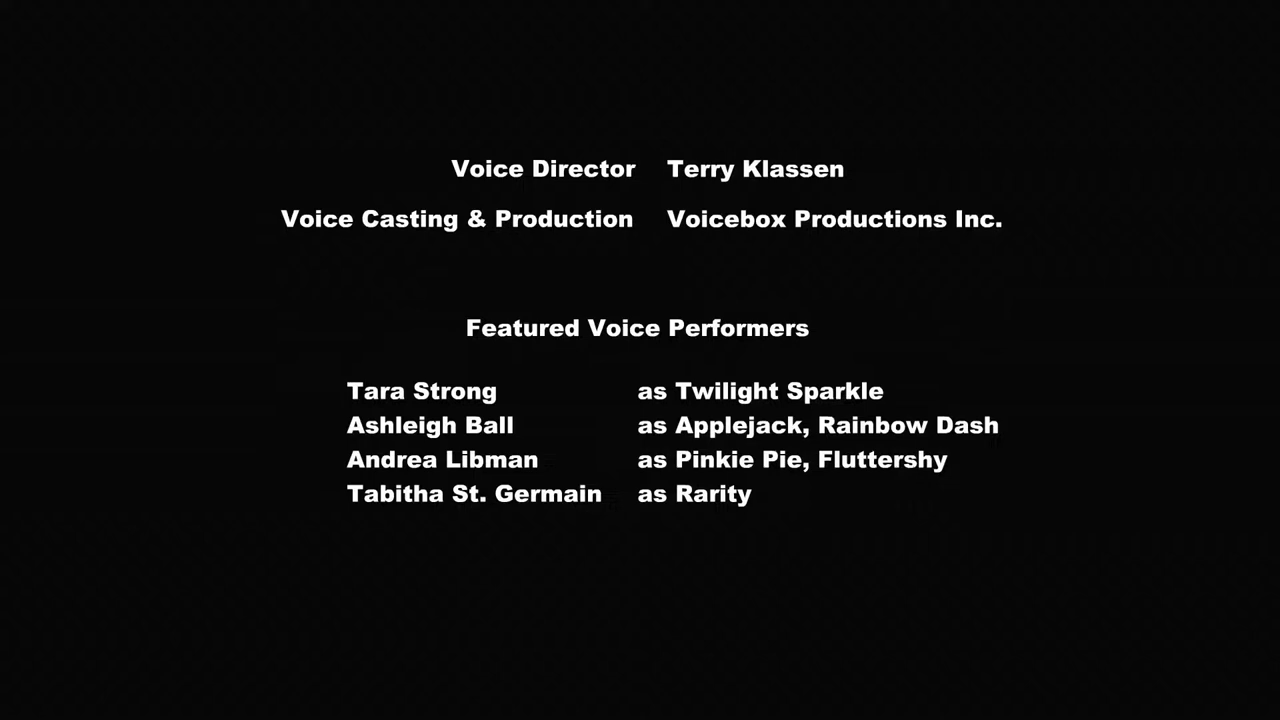 Voice Director Terry Klassen
Voice Casting & Production Voicebox Productions Inc.
Featured Voice Performers
Tara Strong as Twilight Sparkle
Ashleigh Ball as Applejack, Rainbow Dash
Andrea Libman as Pinkie Pie, Fluttershy
Tabitha St. Germain as Rarity